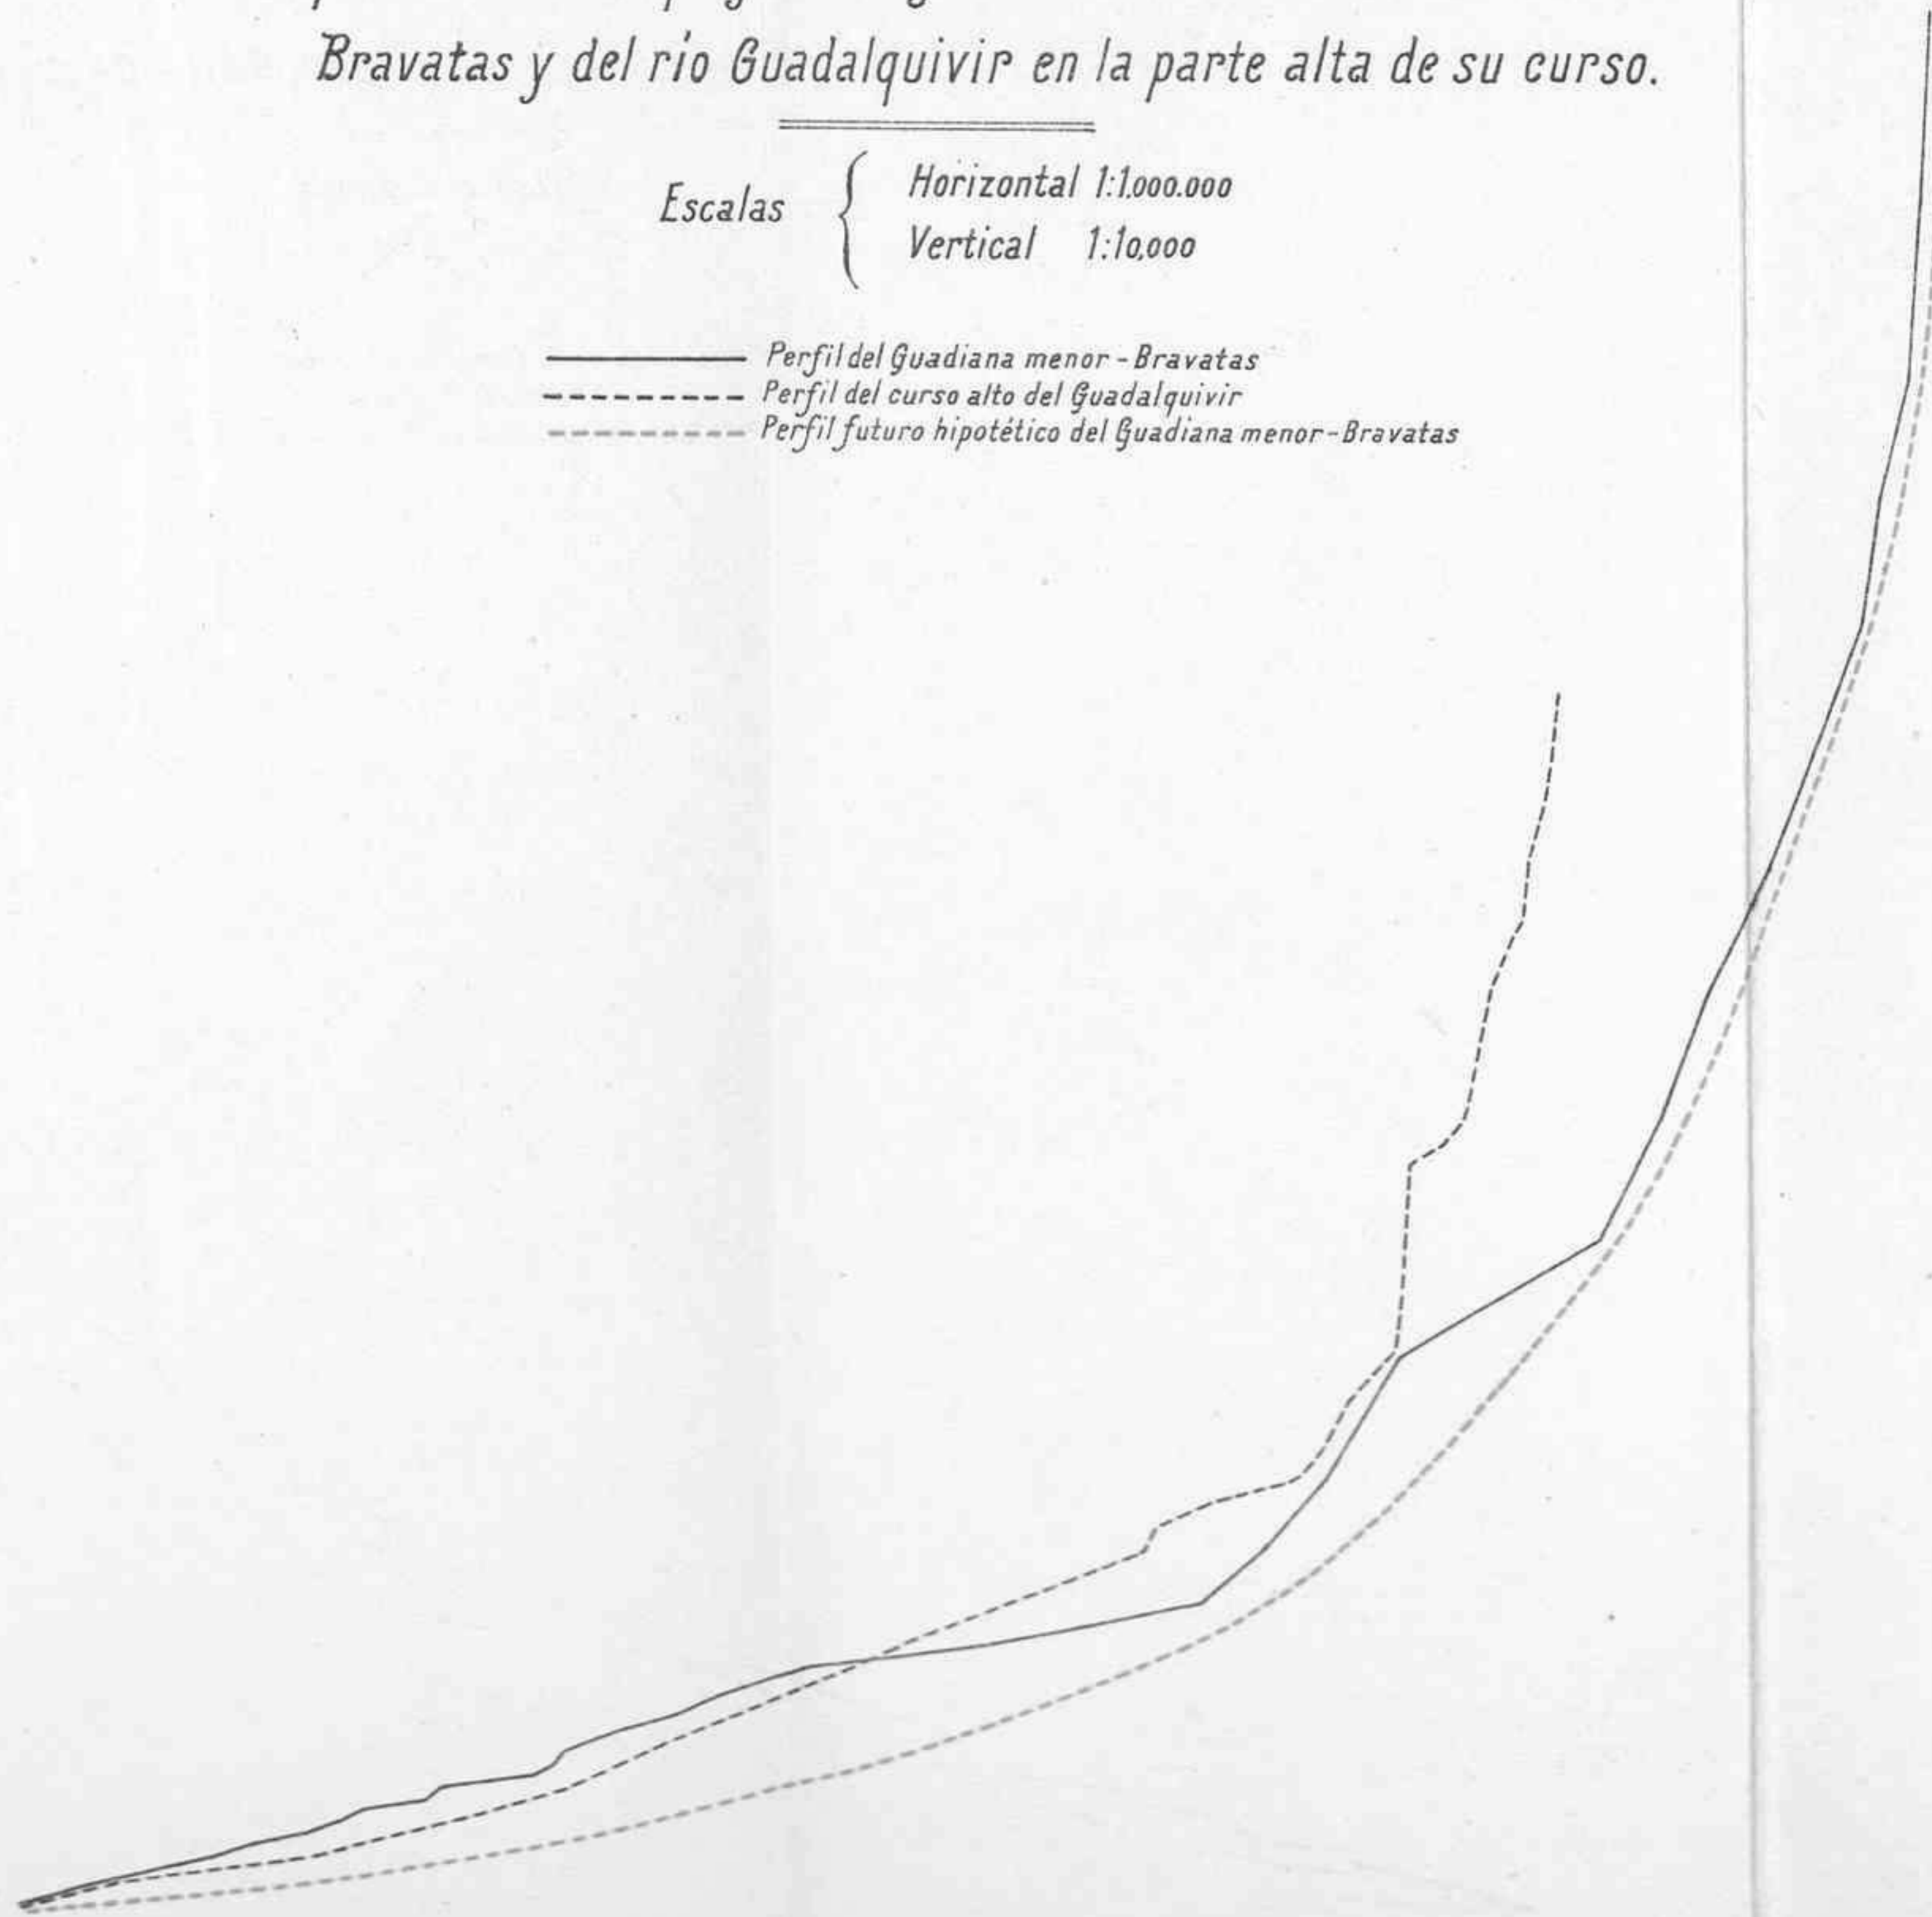 Bravatas y del río Guadalquivir en la parte alta de su curso.
Escalas
Horizontal 1:1.000.000
Vertical 1:10,000
Perfil del Guadiana menor-Bravatas
Perfil del curso alto del Guadalquivir
Perfil futuro hipotético del Guadiana menor-Bravatas